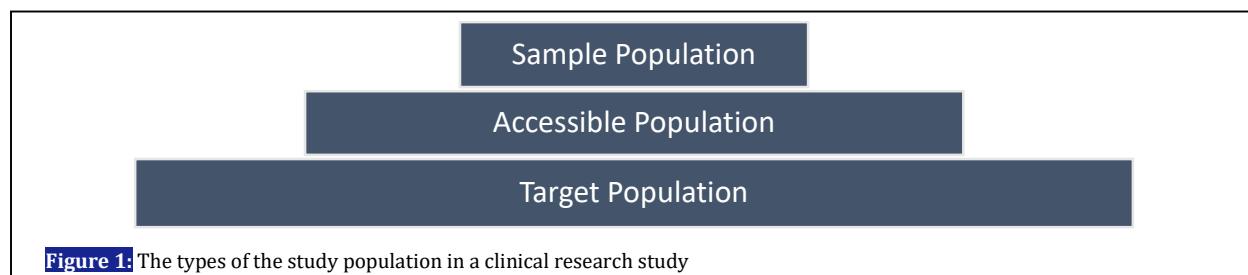 Sample Population
Accessible Population
Target Population
Figure 1: The types of the study population in a clinical research study